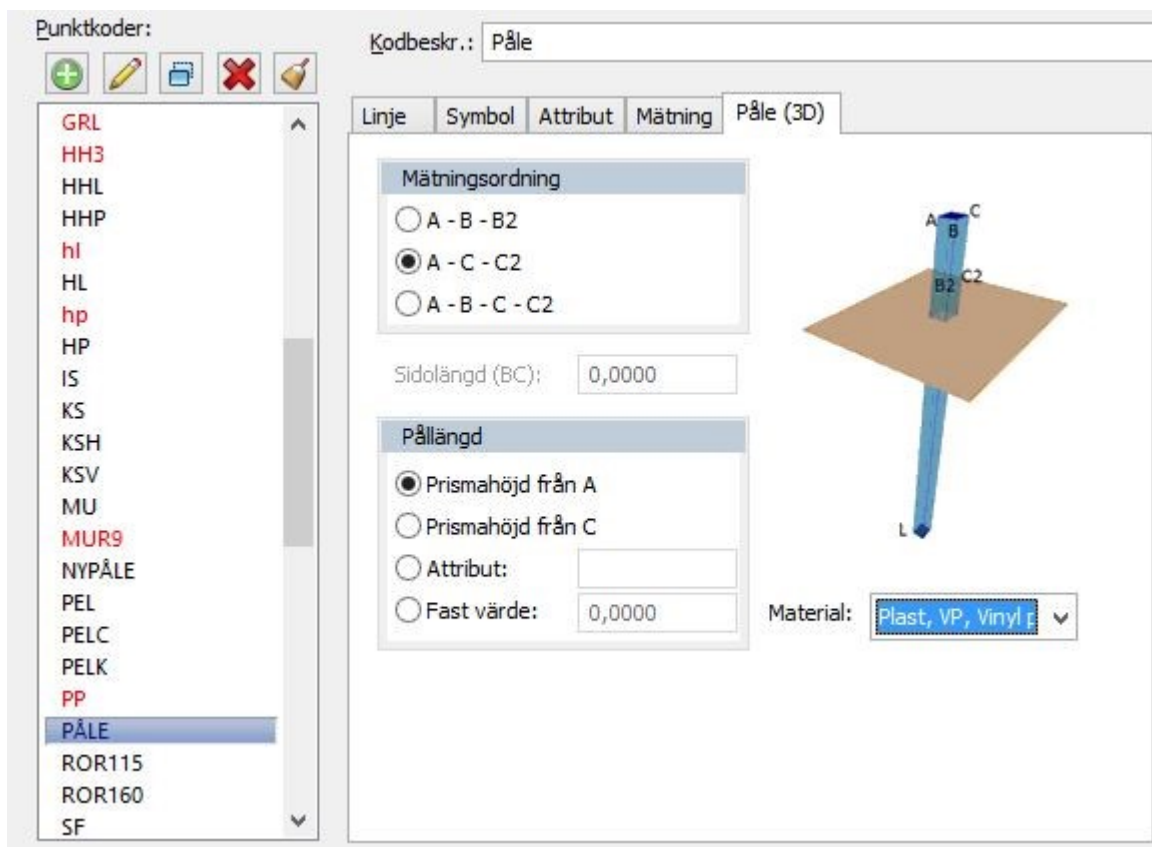 Punktkoder:
GRL
HH3
HHL
HHP
hl
HL
hp
HP
IS
KS
KSH
KSV
MU
MUR9
NYPÅLE
PEL
PELC
PELK
PP
PÅLE
ROR115
ROR160
SF
Kodbeskr.: Påle
Linje Symbol Attribut Mätning Påle (3D)
Mätningsordning
A - B - B2
A - C - C2
A - B - C - C2
Sidolängd (BC): 0,0000
Pållängd
Prismahöjd från A
Prismahöjd från C
Attribut:
Fast värde: 0,0000
A B C
B2 C2
L
Material: Plast, VP, Vinyl p